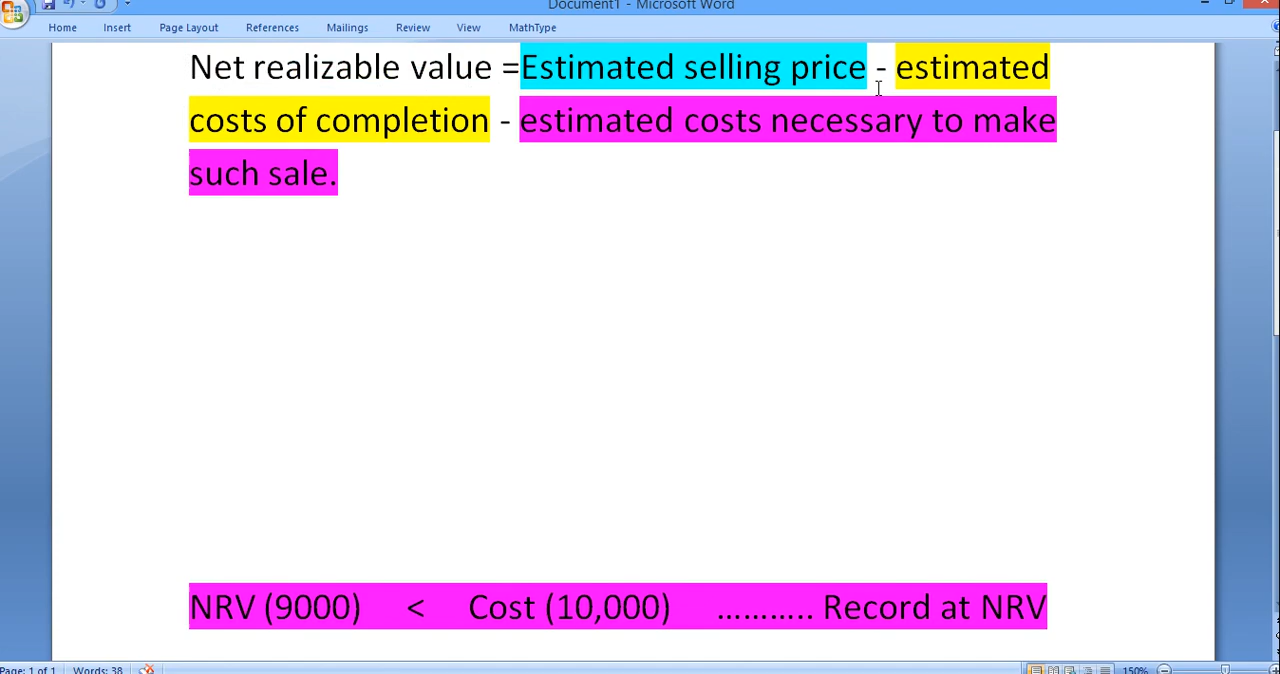 Document1 - Microsoft Word
Home Insert Page Layout References Mailings Review View MathType
Net realizable value =Estimated selling price - estimated
costs of completion - estimated costs necessary to make
such sale.
NRV (9000) < Cost (10,000) ……….. Record at NRV
Page: 1 of 1 Words: 38 150%